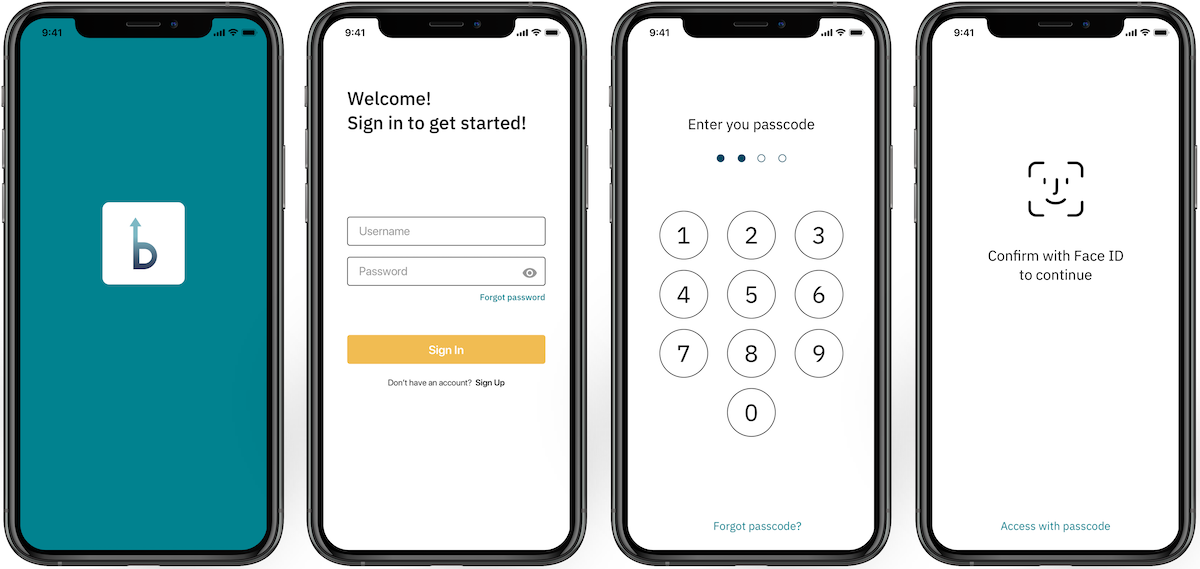 9:41
b
9:41
Welcome!
Sign in to get started!
Username
Password
Forgot password
Sign In
Don't have an account? Sign Up
9:41
Enter you passcode
1 2 3
4 5 6
7 8 9
0
Forgot passcode?
9:41
Confirm with Face ID
to continue
Access with passcode